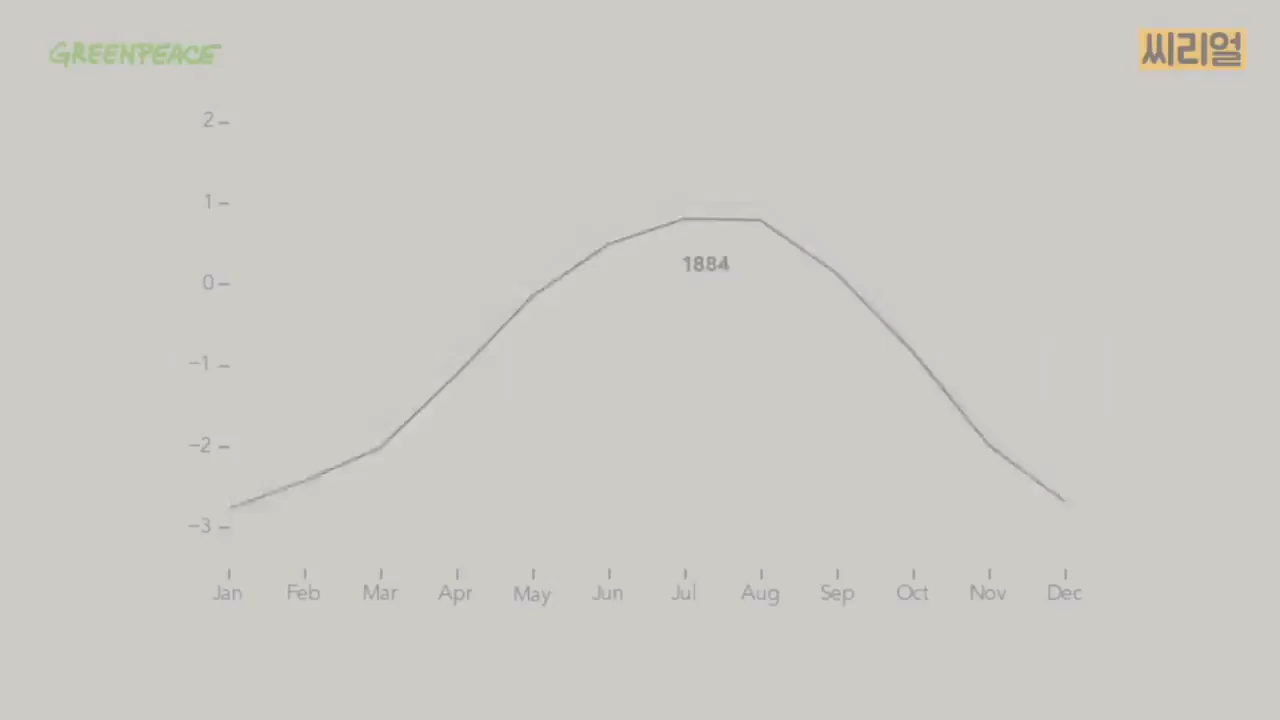 GREENPEACE
씨리얼
2
1
1884
0
−1
−2
−3
Jan Feb Mar Apr May Jun Jul Aug Sep Oct Nov Dec